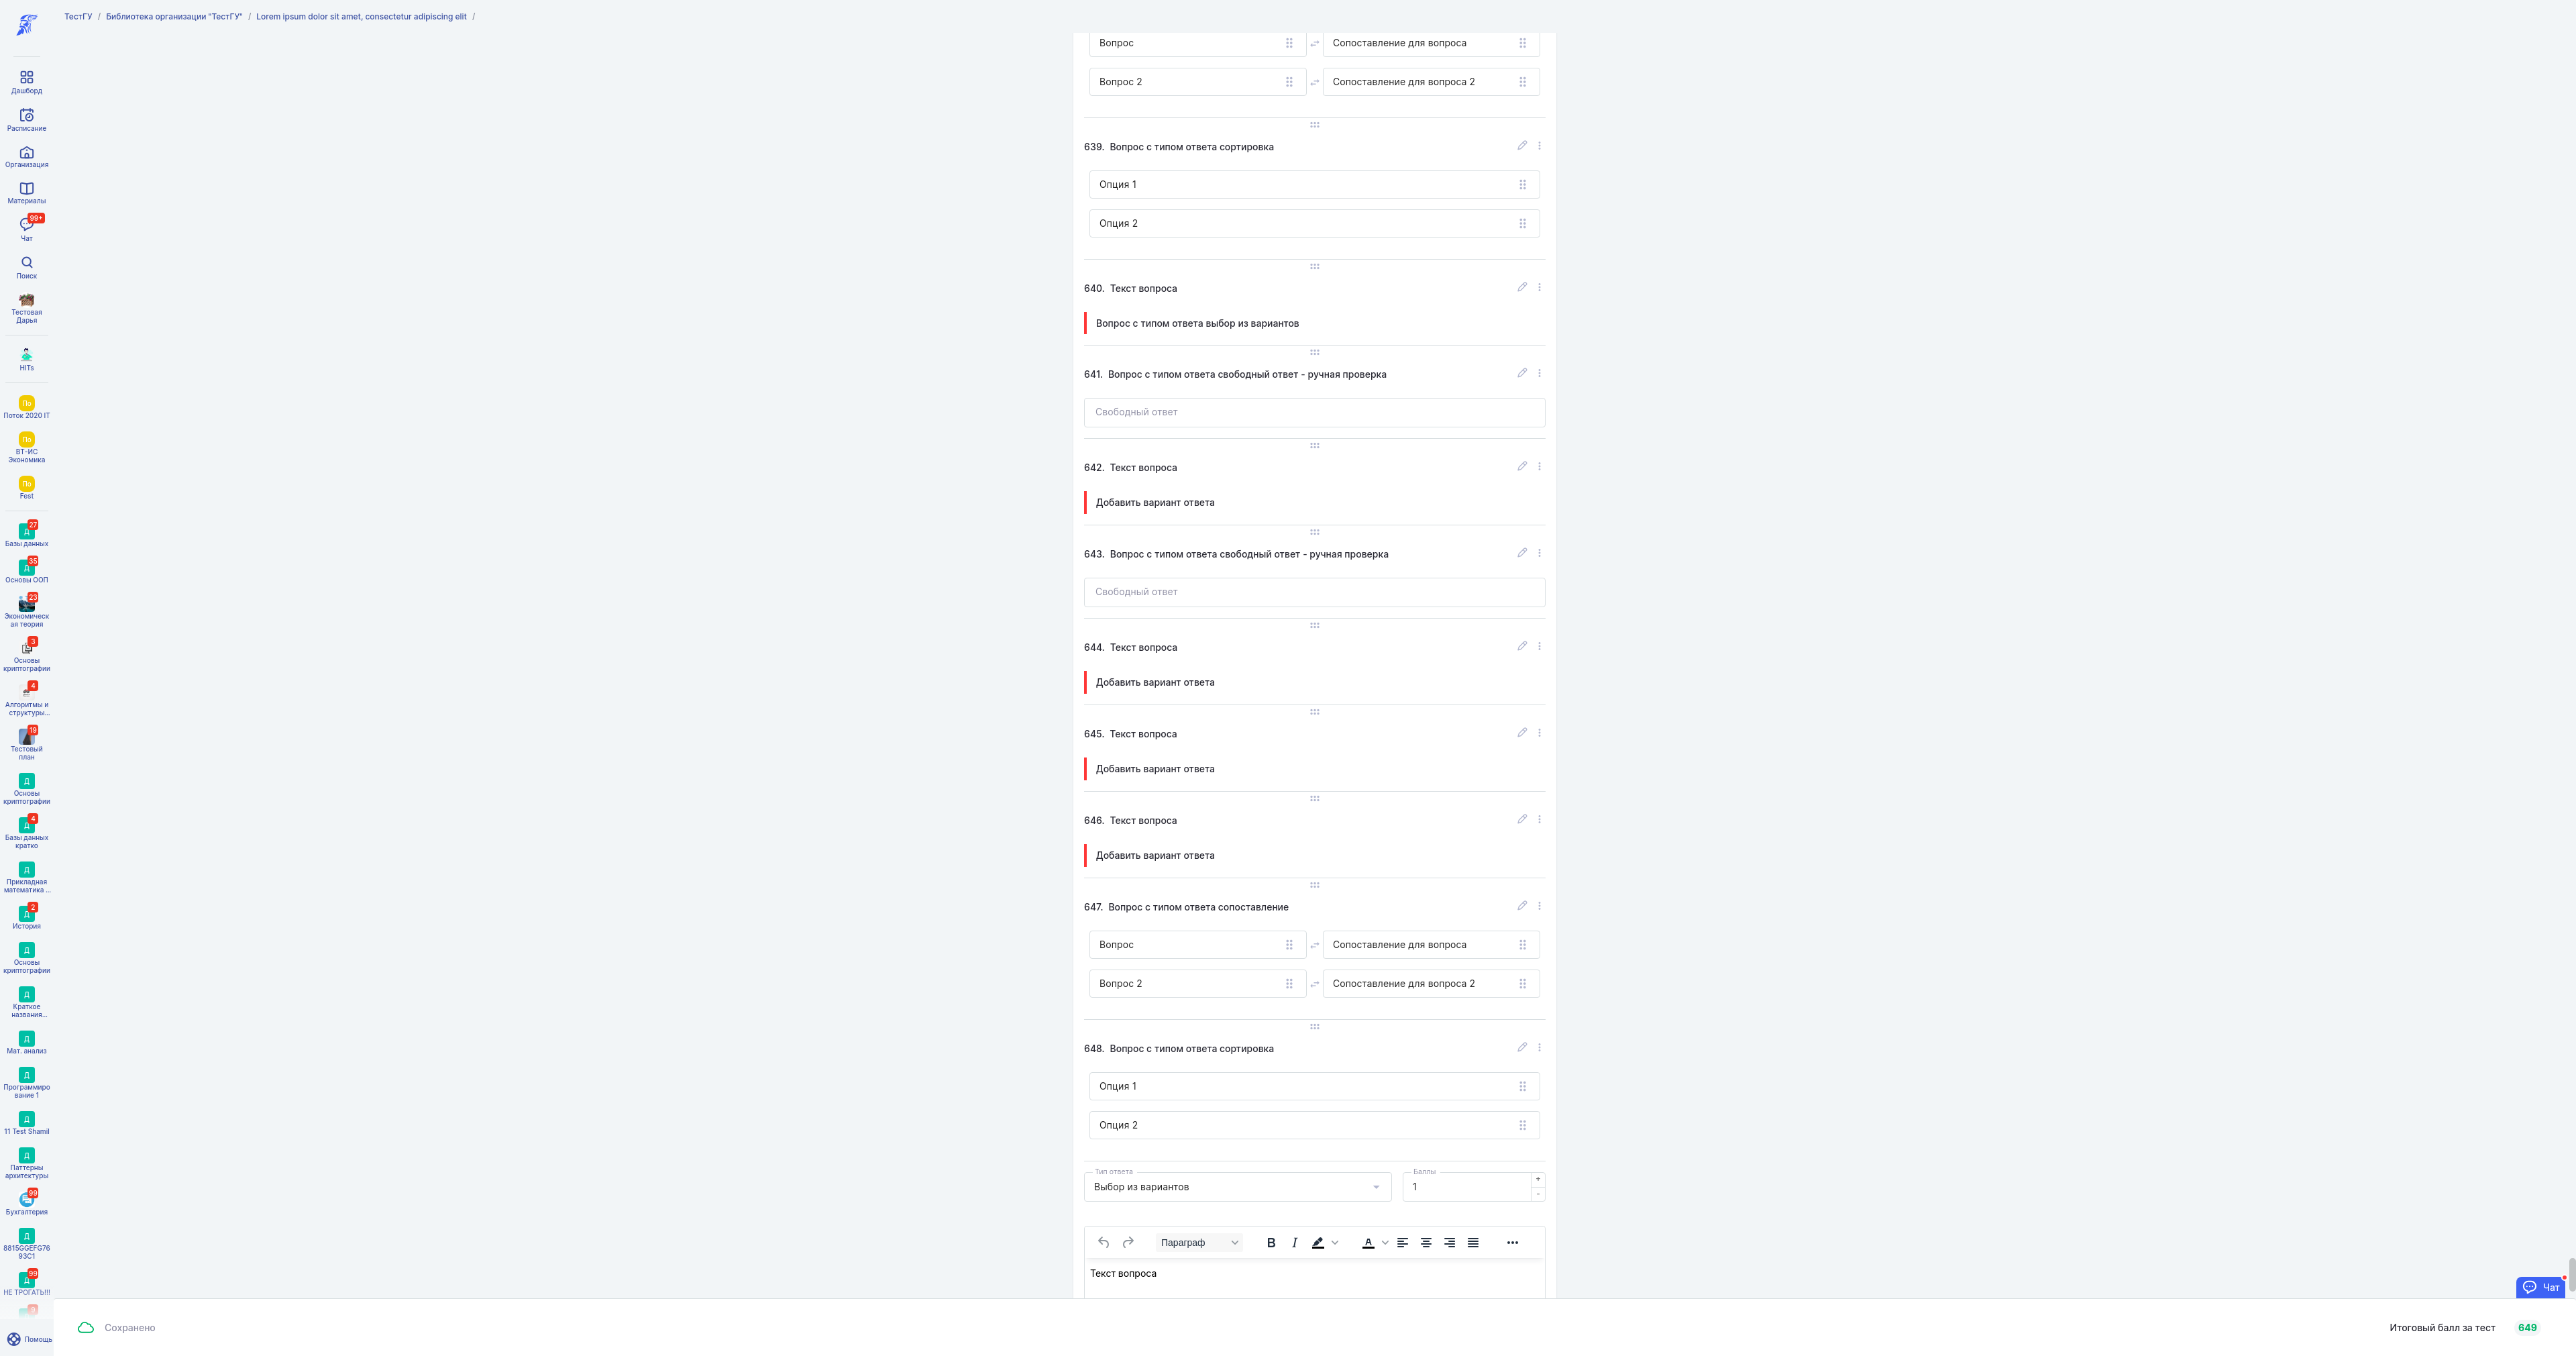 ТестГУ / Библиотека организации "ТестГУ" / Lorem ipsum dolor sit amet, consectetur adipiscing elit /
Дашборд
Расписание
Организация
Материалы
99+
Чат
Поиск
Тестовая
Дарья
HITs
По
Поток 2020 IT
По
ВТ-ИС
Экономика
По
Fest
27
Д
Базы данных
35
Д
Основы ООП
23
Экономическ
ая теория
3
Основы
криптографии
4
Алгоритмы и
структуры...
19
Тестовый
план
Д
Основы
криптографии
4
Д
Базы данных
кратко
Д
Прикладная
математика ...
2
Д
История
Д
Основы
криптографии
Д
Краткое
названия...
Д
Мат. анализ
Д
Программиро
вание 1
Д
11 Test Shamil
Д
Паттерны
архитектуры
99
Бухгалтерия
Д
8815GGEFG76
93C1
99
Д
НЕ ТРОГАТЬ!!!
Помощь
Вопрос Сопоставление для вопроса
Вопрос 2 Сопоставление для вопроса 2
639. Вопрос с типом ответа сортировка
Опция 1
Опция 2
640. Текст вопроса
Вопрос с типом ответа выбор из вариантов
641. Вопрос с типом ответа свободный ответ - ручная проверка
Свободный ответ
642. Текст вопроса
Добавить вариант ответа
643. Вопрос с типом ответа свободный ответ - ручная проверка
Свободный ответ
644. Текст вопроса
Добавить вариант ответа
645. Текст вопроса
Добавить вариант ответа
646. Текст вопроса
Добавить вариант ответа
647. Вопрос с типом ответа сопоставление
Вопрос Сопоставление для вопроса
Вопрос 2 Сопоставление для вопроса 2
648. Вопрос с типом ответа сортировка
Опция 1
Опция 2
Тип ответа Баллы
Выбор из вариантов 1 + -
Параграф B I A
Текст вопроса
Чат
Сохранено Итоговый балл за тест 649